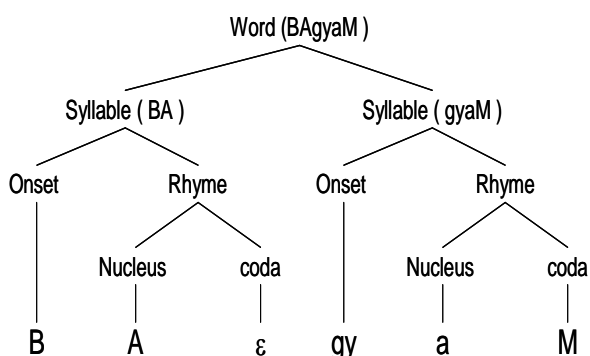 Word (BAgyaM )
Syllable ( BA )    Syllable ( gyaM )
Onset    Rhyme    Onset    Rhyme
Nucleus    coda    Nucleus    coda
B    A    ε    gy    a    M